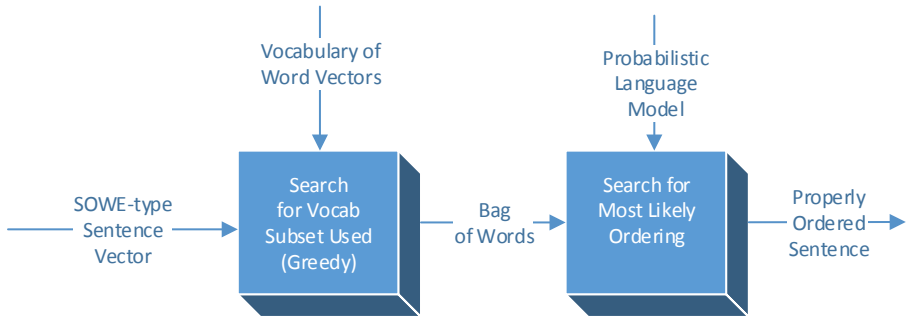 Vocabulary of
Word Vectors
Probabilistic
Language
Model
SOWE-type
Sentence
Vector
Search
for Vocab
Subset Used
(Greedy)
Bag
of Words
Search for
Most Likely
Ordering
Properly
Ordered
Sentence